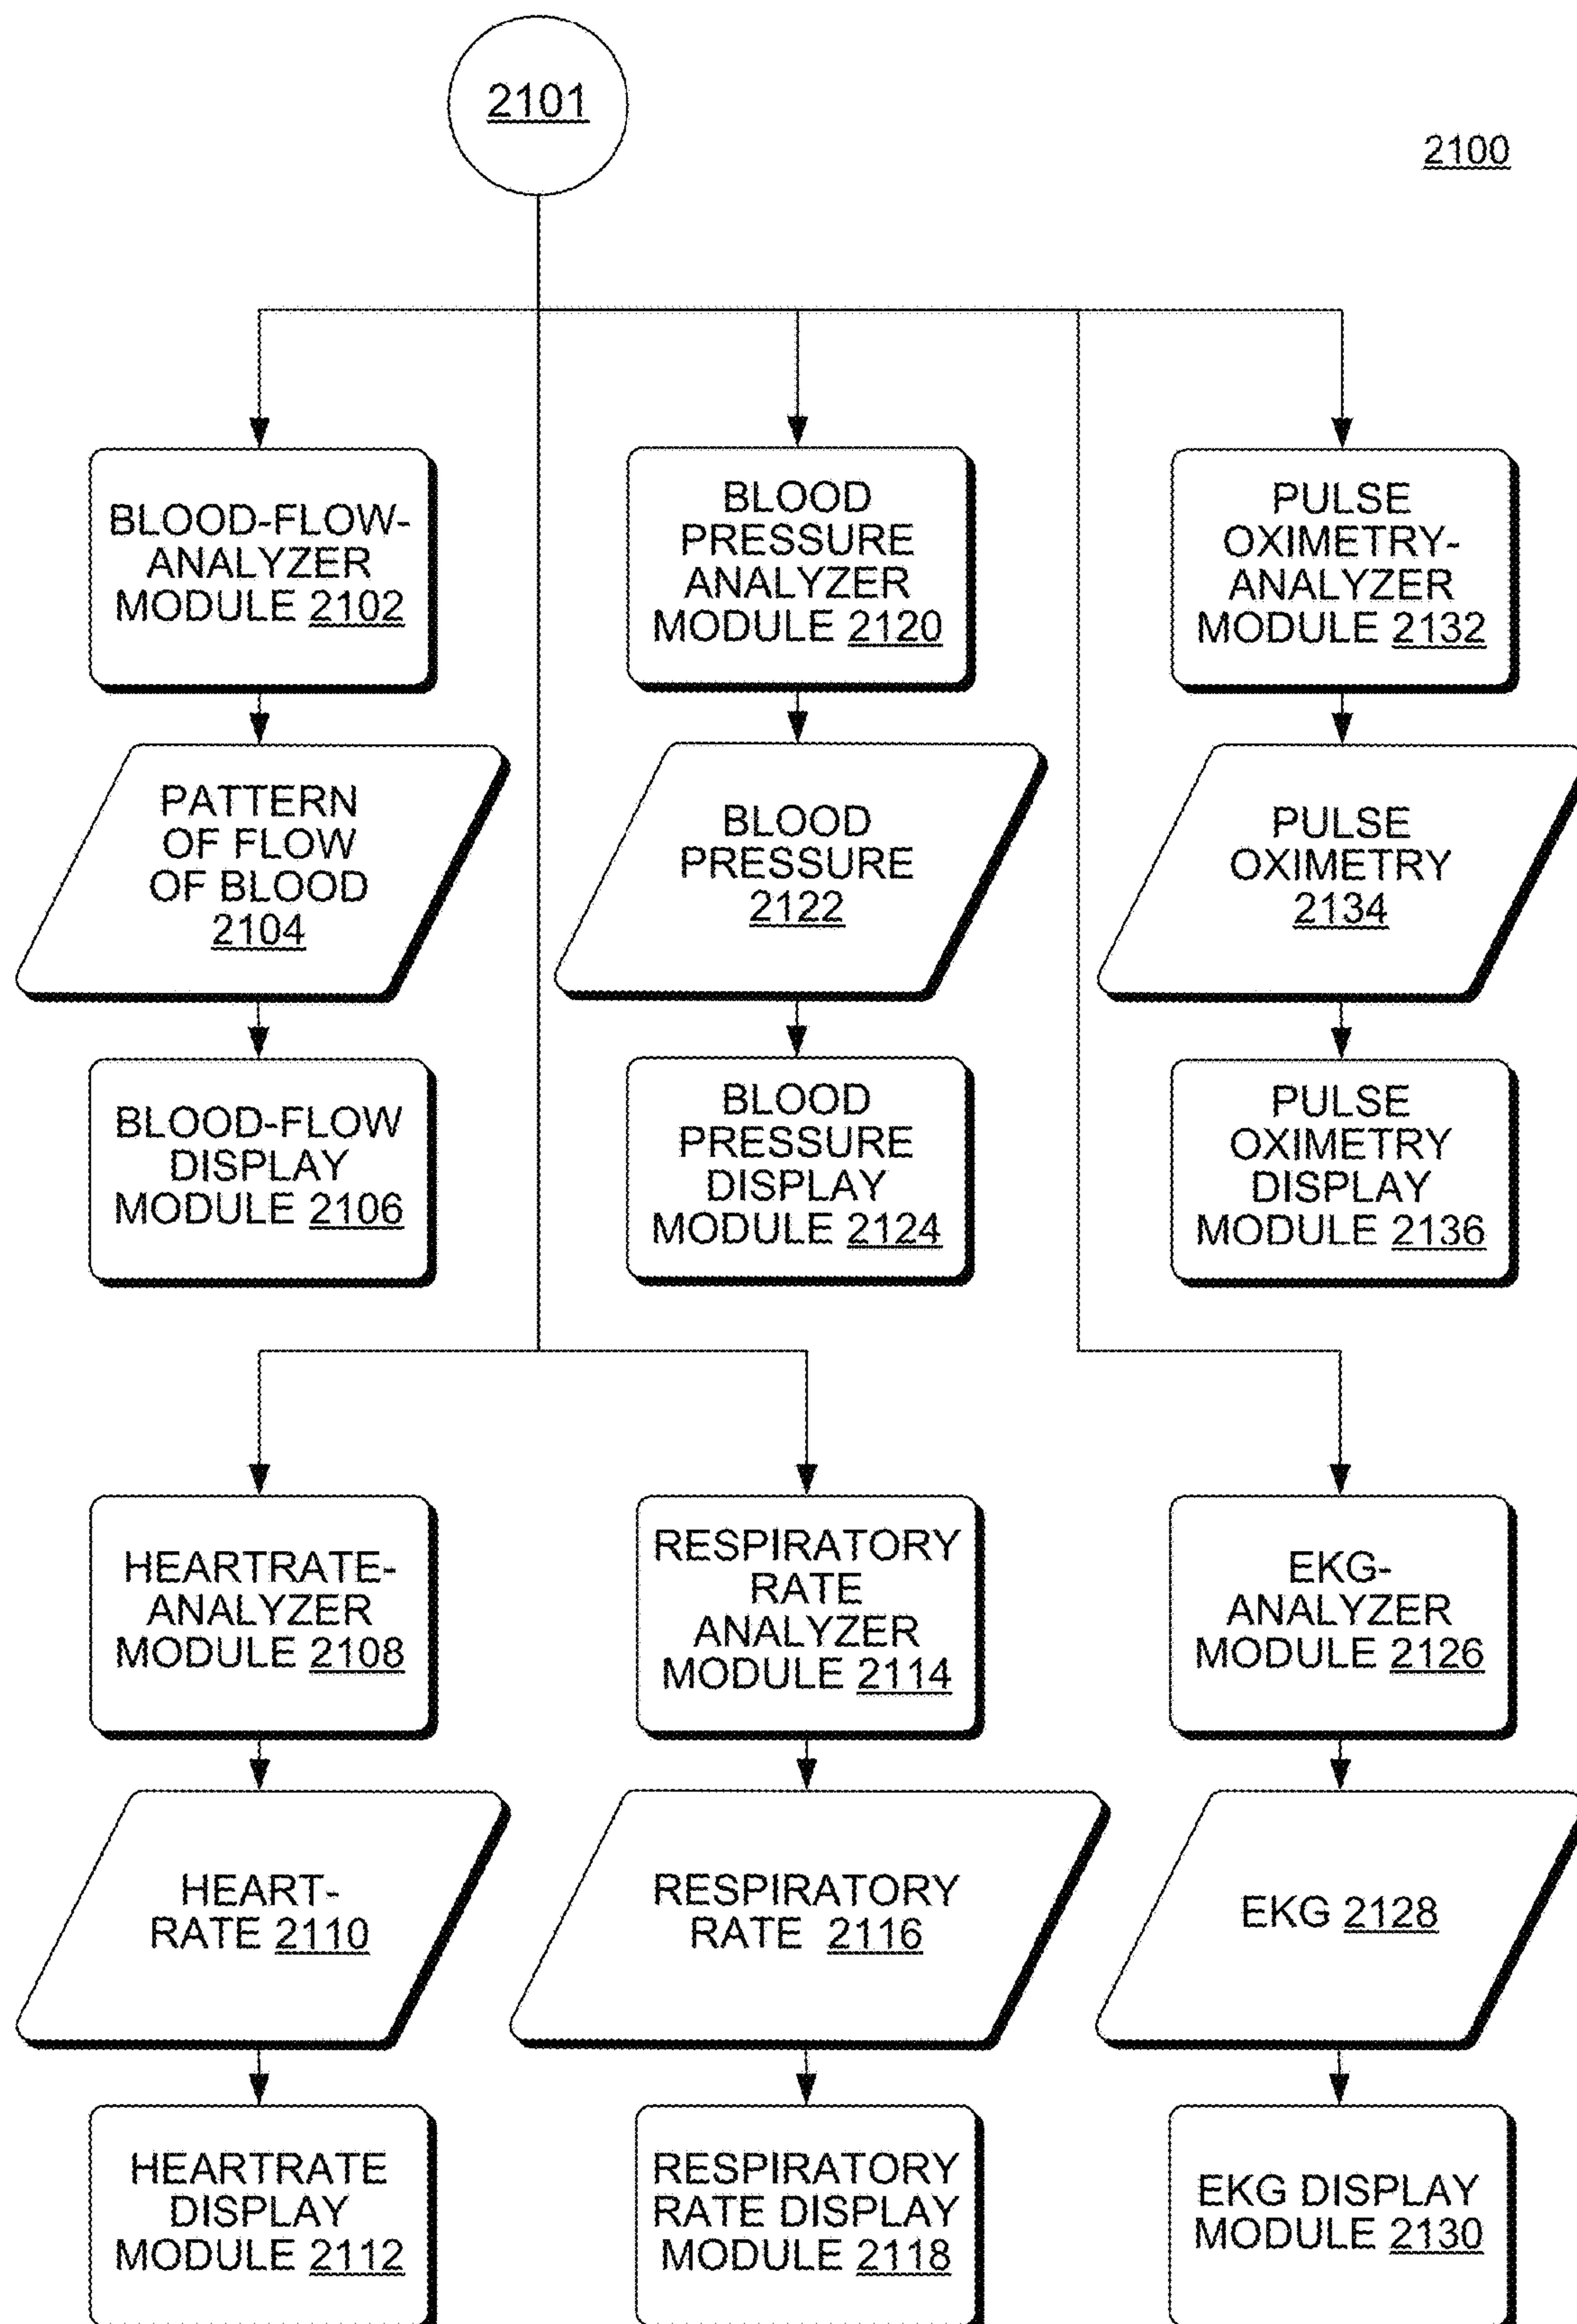 2101
2100
BLOOD-FLOW-
ANALYZER
MODULE 2102
BLOOD
PRESSURE
ANALYZER
MODULE 2120
PULSE
OXIMETRY-
ANALYZER
MODULE 2132
PATTERN
OF FLOW
OF BLOOD
2104
BLOOD
PRESSURE
2122
PULSE
OXIMETRY
2134
BLOOD-FLOW
DISPLAY
MODULE 2106
BLOOD
PRESSURE
DISPLAY
MODULE 2124
PULSE
OXIMETRY
DISPLAY
MODULE 2136
HEARTRATE-
ANALYZER
MODULE 2108
RESPIRATORY
RATE
ANALYZER
MODULE 2114
EKG-
ANALYZER
MODULE 2126
HEART-
RATE 2110
RESPIRATORY
RATE 2116
EKG 2128
HEARTRATE
DISPLAY
MODULE 2112
RESPIRATORY
RATE DISPLAY
MODULE 2118
EKG DISPLAY
MODULE 2130